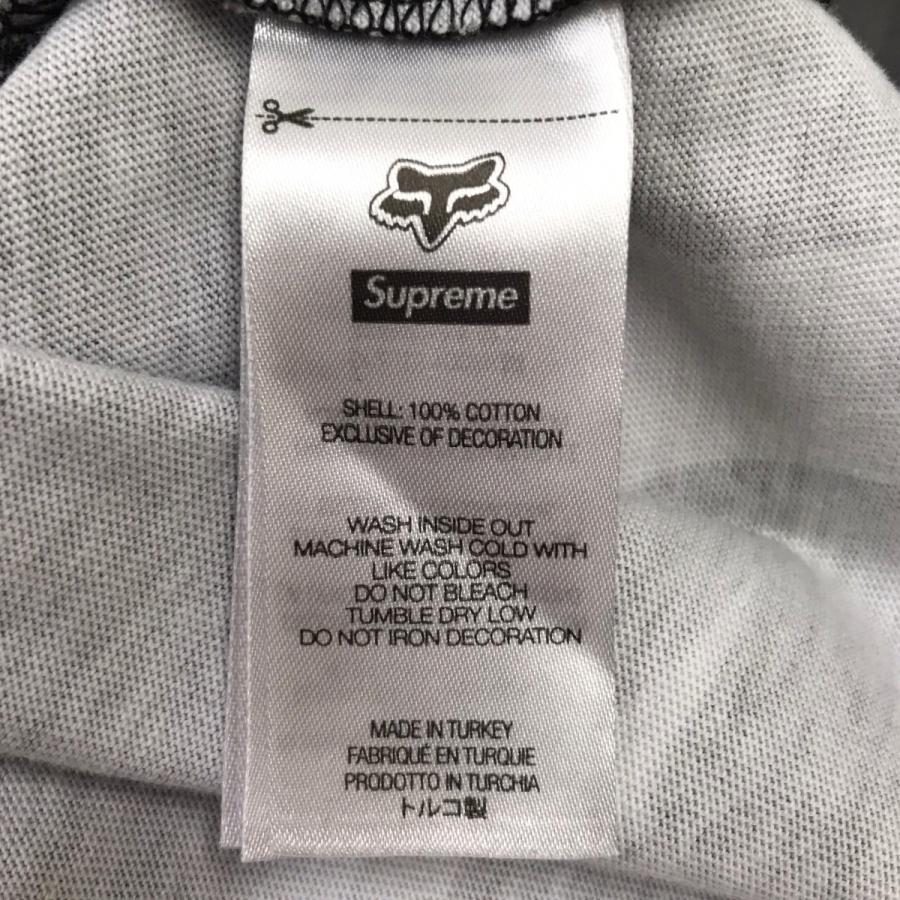 Supreme
SHELL: 100% COTTON
EXCLUSIVE OF DECORATION
WASH INSIDE OUT
MACHINE WASH COLD WITH
LIKE COLORS
DO NOT BLEACH
TUMBLE DRY LOW
DO NOT IRON DECORATION
MADE IN TURKEY
FABRIQUÉ EN TURQUIE
PRODOTTO IN TURCHIA
トルコ製